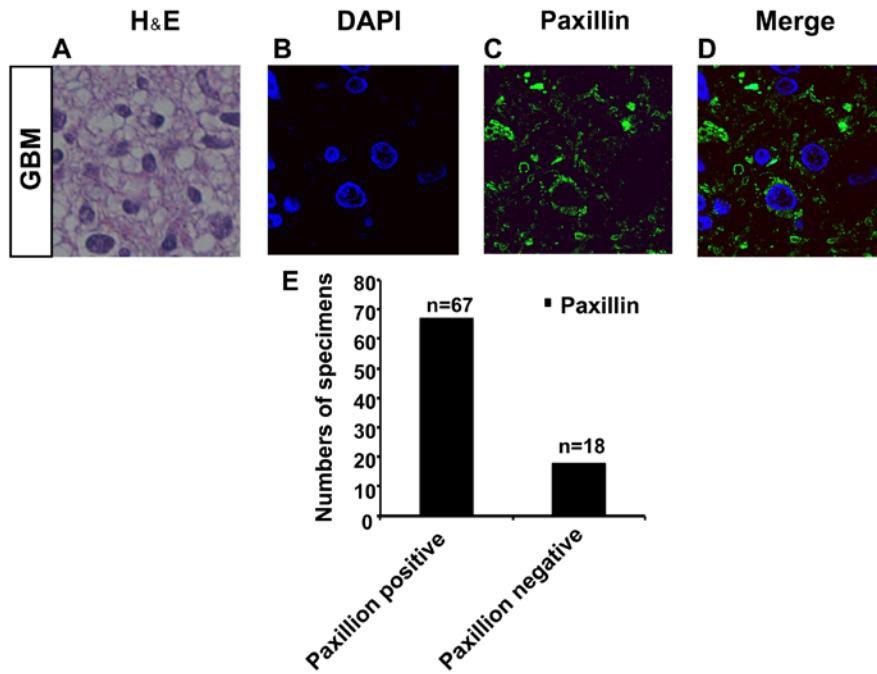 H&E
DAPI
Paxillin
Merge
A
B
C
D
GBM
E
Numbers of specimens
80
70
60
50
40
30
20
10
0
n=67
n=18
Paxillin
Paxillion positive
Paxillion negative